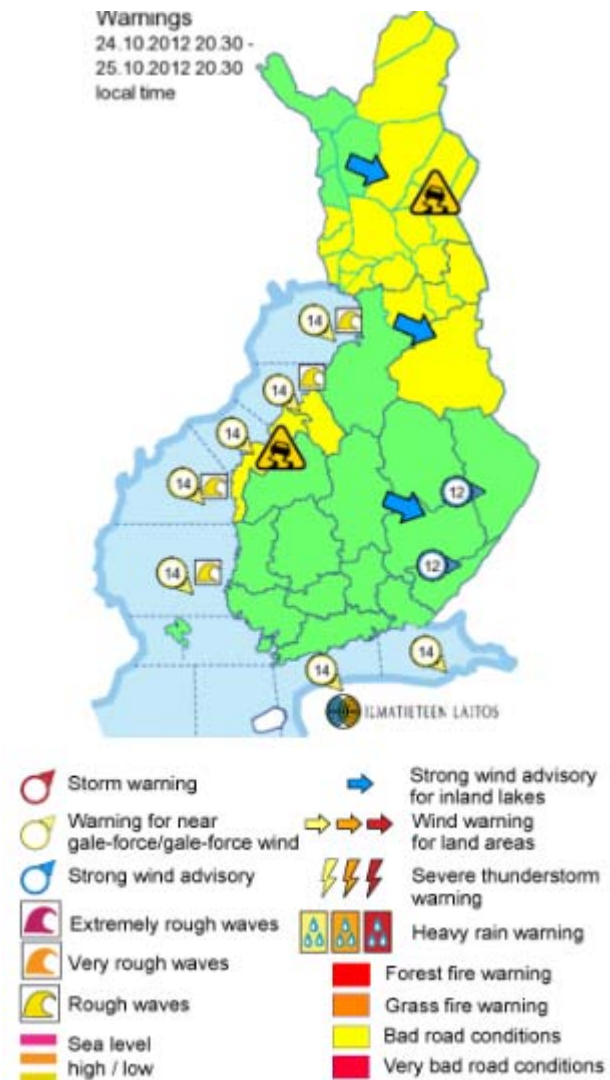 Warnings
24.10.2012 20.30 -
25.10.2012 20.30
local time
14
14
14
14
12
12
14
14
14
ILMATIETEEN LAITOS
Storm warning
Warning for near
gale-force/gale-force wind
Strong wind advisory
Extremely rough waves
Very rough waves
Rough waves
Sea level
high / low
Strong wind advisory
for inland lakes
Wind warning
for land areas
Severe thunderstorm
warning
Heavy rain warning
Forest fire warning
Grass fire warning
Bad road conditions
Very bad road conditions